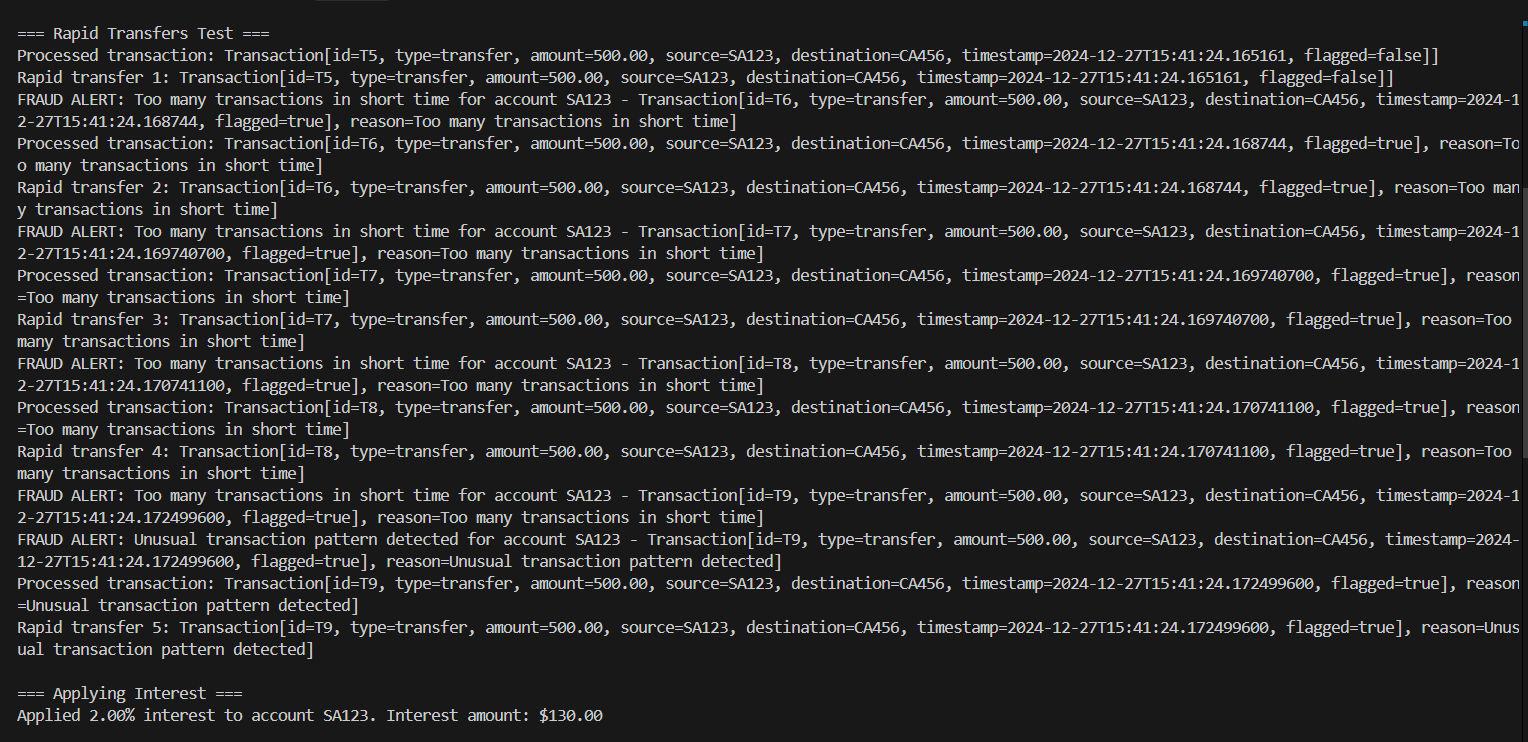 === Rapid Transfers Test ===
Processed transaction: Transaction[id=T5, type=transfer, amount=500.00, source=SA123, destination=CA456, timestamp=2024-12-27T15:41:24.165161, flagged=false]]
Rapid transfer 1: Transaction[id=T5, type=transfer, amount=500.00, source=SA123, destination=CA456, timestamp=2024-12-27T15:41:24.165161, flagged=false]]
FRAUD ALERT: Too many transactions in short time for account SA123 - Transaction[id=T6, type=transfer, amount=500.00, source=SA123, destination=CA456, timestamp=2024-1
2-27T15:41:24.168744, flagged=true], reason=Too many transactions in short time]
Processed transaction: Transaction[id=T6, type=transfer, amount=500.00, source=SA123, destination=CA456, timestamp=2024-12-27T15:41:24.168744, flagged=true], reason=To
o many transactions in short time]
Rapid transfer 2: Transaction[id=T6, type=transfer, amount=500.00, source=SA123, destination=CA456, timestamp=2024-12-27T15:41:24.168744, flagged=true], reason=Too man
y transactions in short time]
FRAUD ALERT: Too many transactions in short time for account SA123 - Transaction[id=T7, type=transfer, amount=500.00, source=SA123, destination=CA456, timestamp=2024-1
2-27T15:41:24.169740700, flagged=true], reason=Too many transactions in short time]
Processed transaction: Transaction[id=T7, type=transfer, amount=500.00, source=SA123, destination=CA456, timestamp=2024-12-27T15:41:24.169740700, flagged=true], reason
=Too many transactions in short time]
Rapid transfer 3: Transaction[id=T7, type=transfer, amount=500.00, source=SA123, destination=CA456, timestamp=2024-12-27T15:41:24.169740700, flagged=true], reason=Too
many transactions in short time]
FRAUD ALERT: Too many transactions in short time for account SA123 - Transaction[id=T8, type=transfer, amount=500.00, source=SA123, destination=CA456, timestamp=2024-1
2-27T15:41:24.170741100, flagged=true], reason=Too many transactions in short time]
Processed transaction: Transaction[id=T8, type=transfer, amount=500.00, source=SA123, destination=CA456, timestamp=2024-12-27T15:41:24.170741100, flagged=true], reason
=Too many transactions in short time]
Rapid transfer 4: Transaction[id=T8, type=transfer, amount=500.00, source=SA123, destination=CA456, timestamp=2024-12-27T15:41:24.170741100, flagged=true], reason=Too
many transactions in short time]
FRAUD ALERT: Too many transactions in short time for account SA123 - Transaction[id=T9, type=transfer, amount=500.00, source=SA123, destination=CA456, timestamp=2024-1
2-27T15:41:24.172499600, flagged=true], reason=Too many transactions in short time]
FRAUD ALERT: Unusual transaction pattern detected for account SA123 - Transaction[id=T9, type=transfer, amount=500.00, source=SA123, destination=CA456, timestamp=2024-
12-27T15:41:24.172499600, flagged=true], reason=Unusual transaction pattern detected]
Processed transaction: Transaction[id=T9, type=transfer, amount=500.00, source=SA123, destination=CA456, timestamp=2024-12-27T15:41:24.172499600, flagged=true], reason
=Unusual transaction pattern detected]
Rapid transfer 5: Transaction[id=T9, type=transfer, amount=500.00, source=SA123, destination=CA456, timestamp=2024-12-27T15:41:24.172499600, flagged=true], reason=Unus
ual transaction pattern detected]
=== Applying Interest ===
Applied 2.00% interest to account SA123. Interest amount: $130.00